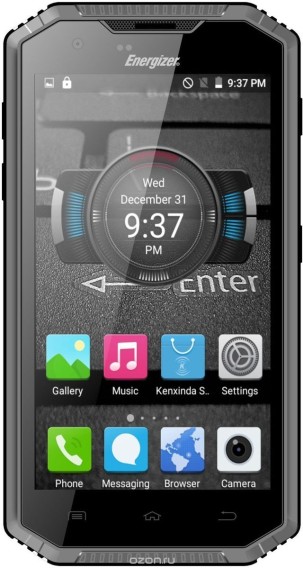 Energizer
9:37 PM
Backspace
Wed
December 31
9:37
PM
Enter
Gallery Music Kenxinda S.. Settings
Phone Messaging Browser Camera
ozon.ru